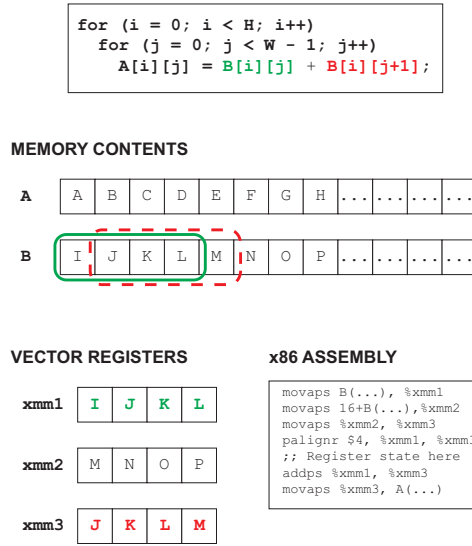 for (i = 0; i < H; i++)
for (j = 0; j < W - 1; j++)
A[i][j] = B[i][j] + B[i][j+1];
MEMORY CONTENTS
A A B C D E F G H ... ... ... ...
B I J K L M N O P ... ... ... ...
VECTOR REGISTERS
xmm1 I J K L
xmm2 M N O P
xmm3 J K L M
x86 ASSEMBLY
movaps B(...), %xmm1
movaps 16+B(...),%xmm2
movaps %xmm2, %xmm3
palignr $4, %xmm1, %xmm3
;; Register state here
addps %xmm1, %xmm3
movaps %xmm3, A(...)